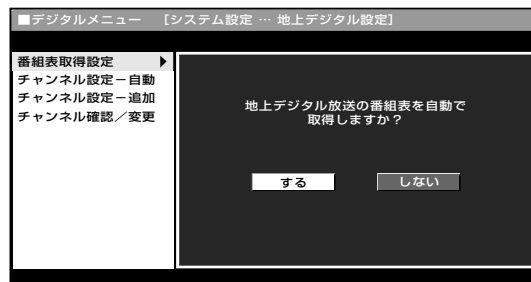 ■デジタルメニュー [システム設定 … 地上デジタル設定]
番組表取得設定 ▶
チャンネル設定－自動
チャンネル設定－追加
チャンネル確認／変更
地上デジタル放送の番組表を自動で
取得しますか？
する しない